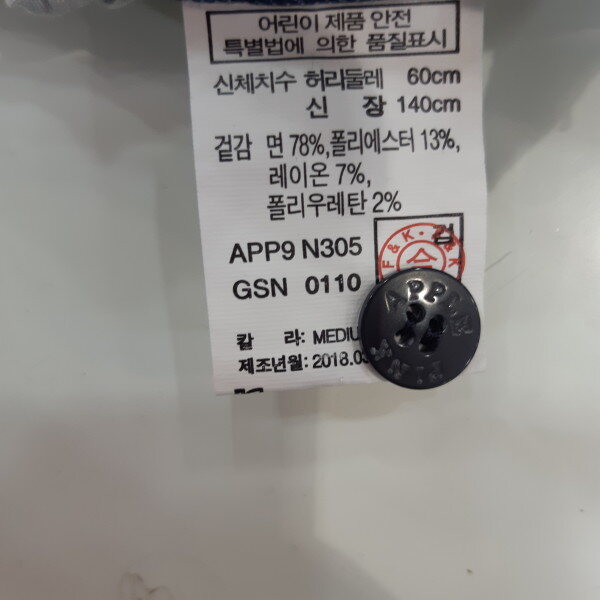 어린이 제품 안전
특별법에 의한 품질표시
신체치수 허리둘레 60cm
신 장 140cm
겉감 면 78%,폴리에스터 13%,
레이온 7%,
폴리우레탄 2%
APP9 N305
GSN 0110
검
F&K·F&K
칼 라: MEDIU
제조년월: 2018.03